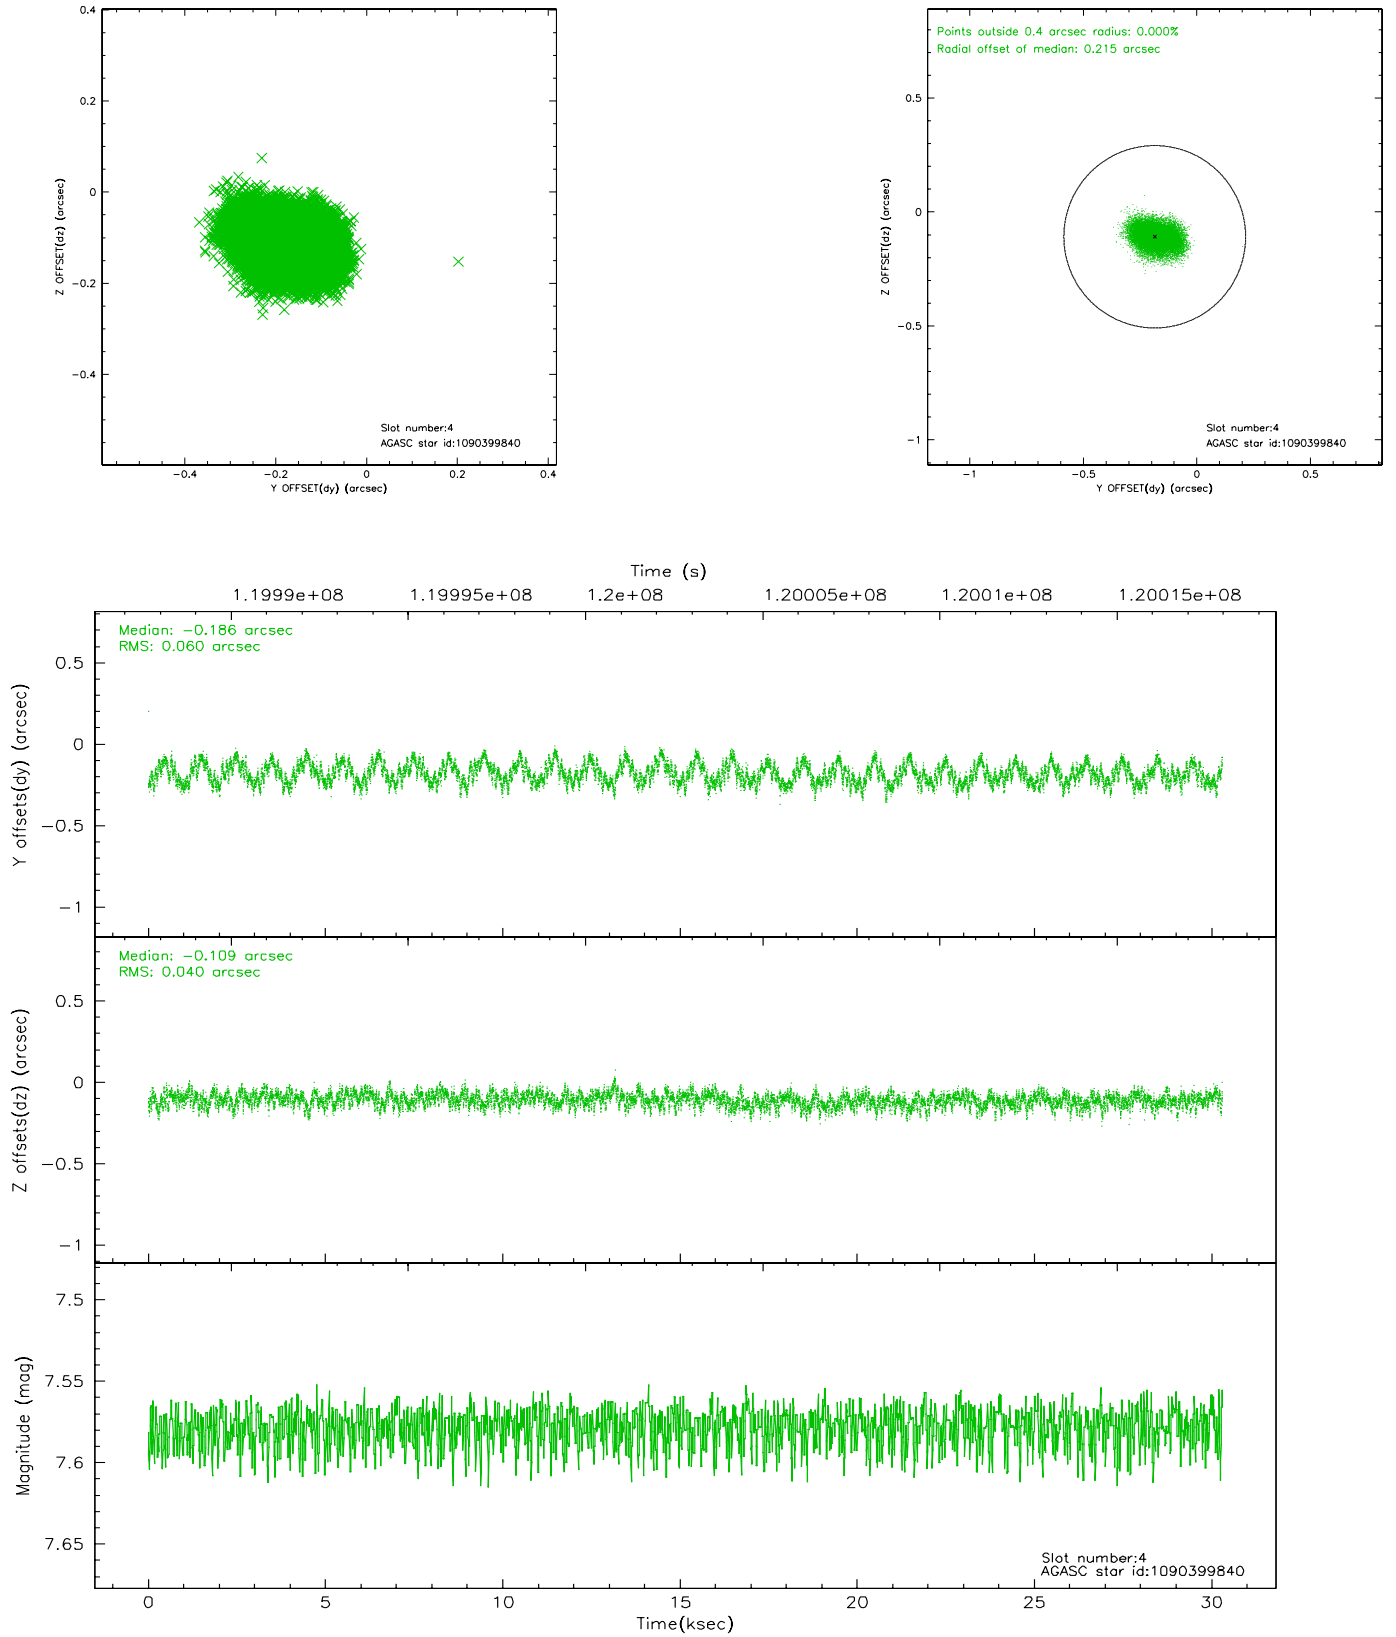 0.4
0.2
0
−0.2
−0.4
Z OFFSET(dz) (arcsec)
Slot number:4
AGASC star id:1090399840
−0.4 −0.2 0 0.2 0.4
Y OFFSET(dy) (arcsec)
Points outside 0.4 arcsec radius: 0.000%
Radial offset of median: 0.215 arcsec
0.5
0
−0.5
−1
Z OFFSET(dz) (arcsec)
Slot number:4
AGASC star id:1090399840
−1 −0.5 0 0.5
Y OFFSET(dy) (arcsec)
Time (s)
1.1999e+08 1.19995e+08 1.2e+08 1.20005e+08 1.2001e+08 1.20015e+08
Median: −0.186 arcsec
RMS: 0.060 arcsec
0.5
0
−0.5
−1
Y offsets(dy) (arcsec)
Median: −0.109 arcsec
RMS: 0.040 arcsec
0.5
0
−0.5
−1
Z offsets(dz) (arcsec)
7.5
7.55
7.6
7.65
Magnitude (mag)
Slot number:4
AGASC star id:1090399840
0 5 10 15 20 25 30
Time(ksec)